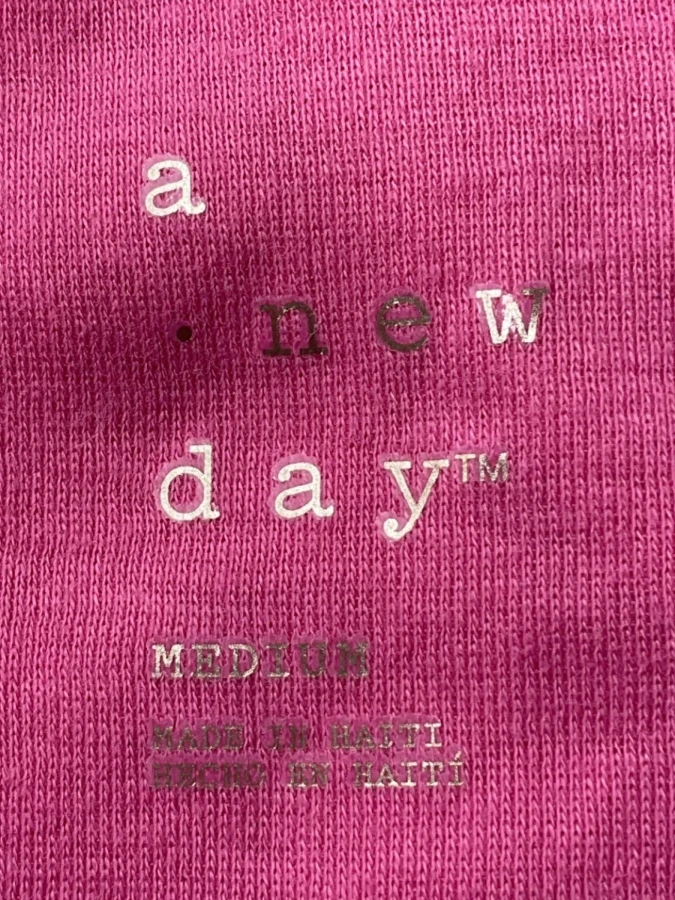 a
new
day™
MEDIUM
MADE IN HAITI
HECHO EN HAITÍ